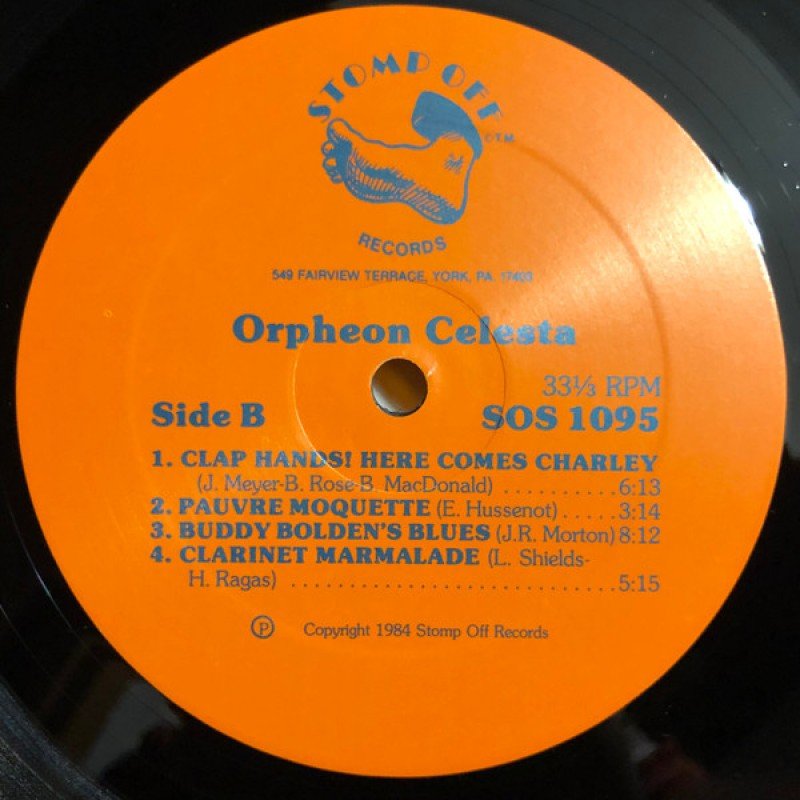 STOMP OFF
© T.M.
RECORDS
549 FAIRVIEW TERRACE, YORK, PA. 17403
Orpheon Celesta
33⅓ RPM
Side B SOS 1095
1. CLAP HANDS! HERE COMES CHARLEY
(J. Meyer-B. Rose-B. MacDonald) .......... 6:13
2. PAUVRE MOQUETTE (E. Hussenot) ..... 3:14
3. BUDDY BOLDEN'S BLUES (J.R. Morton) 8:12
4. CLARINET MARMALADE (L. Shields-
H. Ragas) .............................. 5:15
Ⓟ Copyright 1984 Stomp Off Records